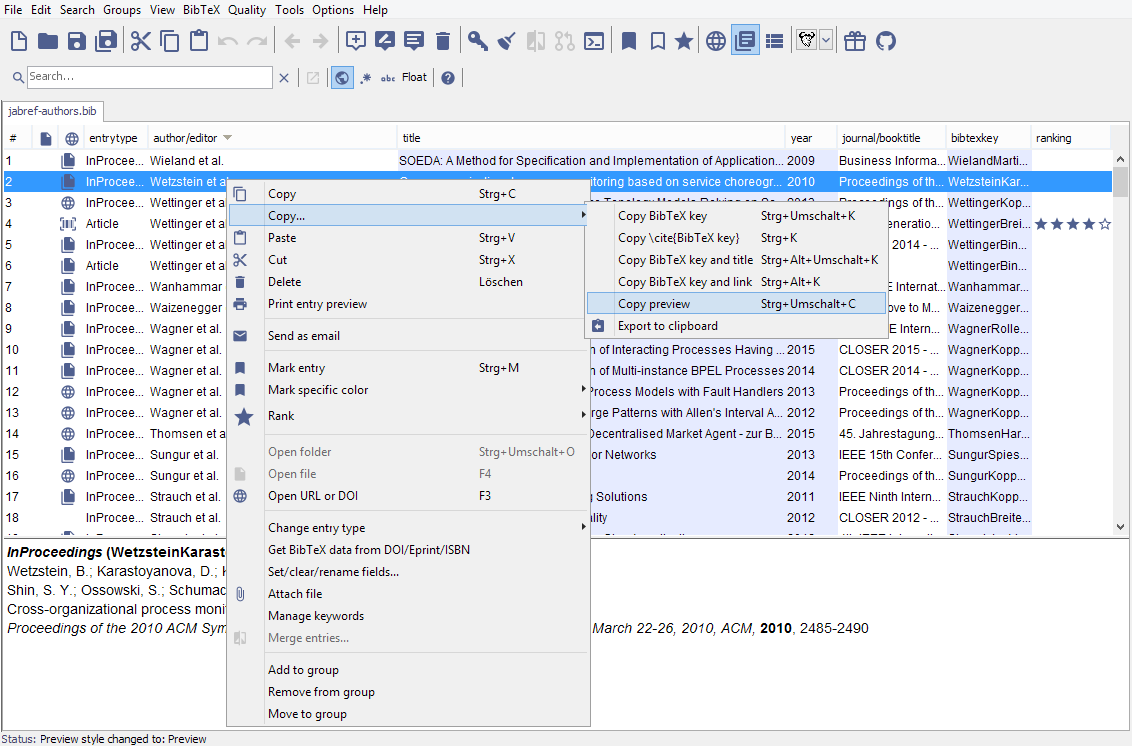 File Edit Search Groups View BibTeX Quality Tools Options Help
Search...
abc Float
jabref-authors.bib
# entrytype author/editor title year journal/booktitle bibtexkey ranking
1 InProcee... Wieland et al. SOEDA: A Method for Specification and Implementation of Application... 2009 Business Informa... WielandMarti...
2 InProcee... Wetzstein et al. monitoring based on service choreogr... 2010 Proceedings of th... WetzsteinKar...
3 InProcee... Wettinger et WettingerKop...
4 Article Wettinger et WettingerBrei...
5 InProcee... Wettinger et 2014 - ... WettingerBin...
6 Article Wettinger et WettingerBin...
7 InProcee... Wanhammar Internat... Wanhammar...
8 InProcee... Waizenegger ove to M... Waizenegger...
9 InProcee... Wagner et al. E Intern... WagnerRolle...
10 InProcee... Wagner et al. n of Interacting Processes Having ... 2015 CLOSER 2015 - ... WagnerKopp...
11 InProcee... Wagner et al. n of Multi-instance BPEL Processes 2014 CLOSER 2014 - ... WagnerKopp...
12 InProcee... Wagner et al. Process Models with Fault Handlers 2013 Proceedings of th... WagnerKopp...
13 InProcee... Wagner et al. rge Patterns with Allen's Interval A... 2012 Proceedings of th... WagnerKopp...
14 InProcee... Thomsen et a Decentralised Market Agent - zur B... 2015 45. Jahrestagung... ThomsenHar...
15 InProcee... Sungur et al. or Networks 2013 IEEE 15th Confer... SungurSpies...
16 InProcee... Sungur et al. 2014 Proceedings of th... SungurKopp...
17 InProcee... Strauch et al. g Solutions 2011 IEEE Ninth Intern... StrauchKopp...
18 InProcee... Strauch et al. ality 2012 CLOSER 2012 - ... StrauchBreite...
Copy Strg+C
Copy...
Paste Strg+V
Cut Strg+X
Delete Löschen
Print entry preview
Send as email
Mark entry Strg+M
Mark specific color
Rank
Open folder Strg+Umschalt+O
Open file F4
Open URL or DOI F3
Change entry type
Get BibTeX data from DOI/Eprint/ISBN
Set/clear/rename fields...
Attach file
Manage keywords
Merge entries...
Add to group
Remove from group
Move to group
Copy BibTeX key Strg+Umschalt+K
Copy \cite{BibTeX key} Strg+K
Copy BibTeX key and title Strg+Alt+Umschalt+K
Copy BibTeX key and link Strg+Alt+K
Copy preview Strg+Umschalt+C
Export to clipboard
InProceedings (WetzsteinKarast
Wetzstein, B.; Karastoyanova, D.;
Shin, S. Y.; Ossowski, S.; Schumac
Cross-organizational process moni
Proceedings of the 2010 ACM Sym March 22-26, 2010, ACM, 2010, 2485-2490
Status: Preview style changed to: Preview